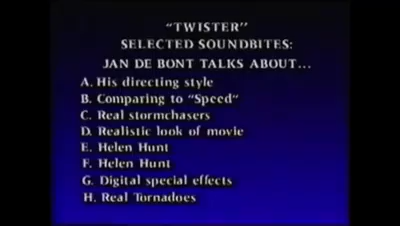 "TWISTER"
SELECTED SOUNDBITES:
JAN DE BONT TALKS ABOUT...
A. His directing style
B. Comparing to "Speed"
C. Real stormchasers
D. Realistic look of movie
E. Helen Hunt
F. Helen Hunt
G. Digital special effects
H. Real Tornadoes